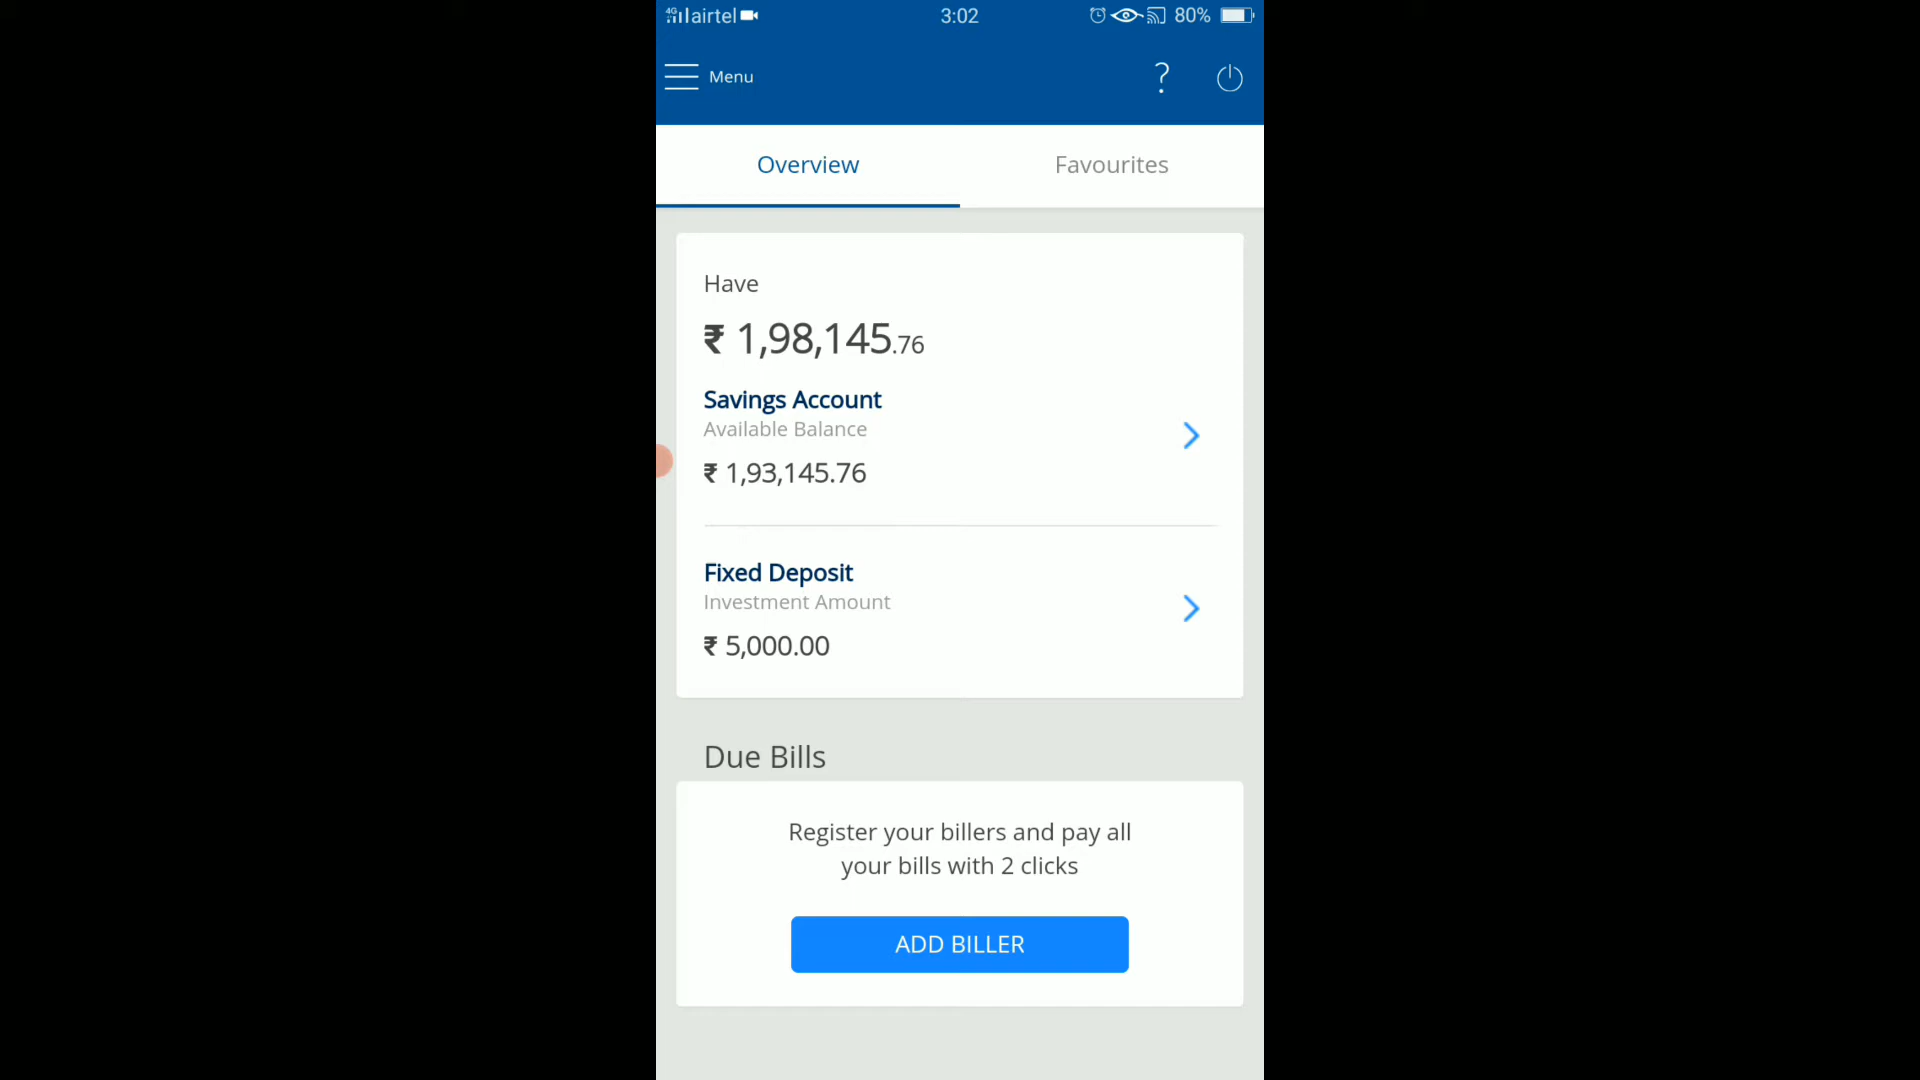 4G airtel 3:02 80%
Menu ?
Overview Favourites
Have
₹ 1,98,145.76
Savings Account
Available Balance
₹ 1,93,145.76
Fixed Deposit
Investment Amount
₹ 5,000.00
Due Bills
Register your billers and pay all
your bills with 2 clicks
ADD BILLER